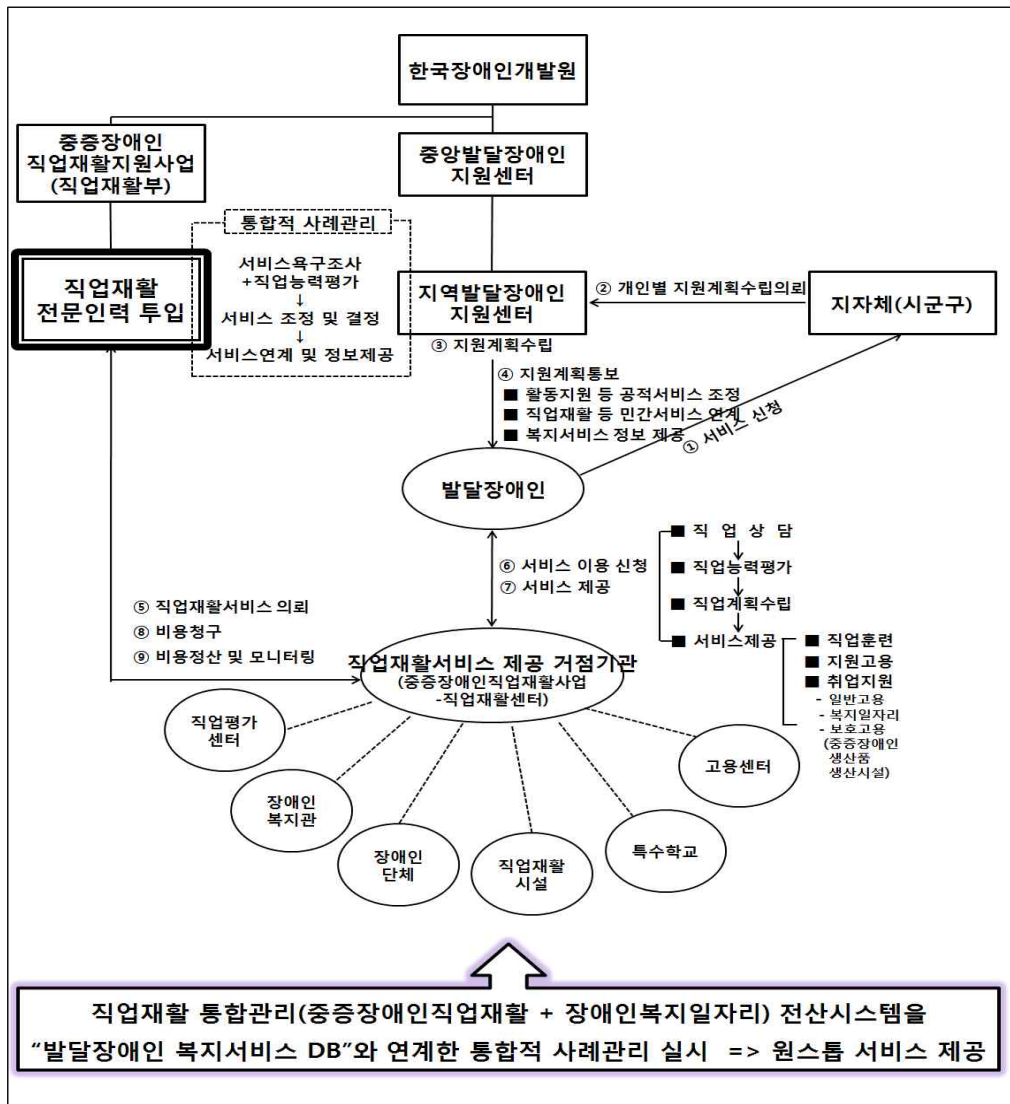 한국장애인개발원
중증장애인
직업재활지원사업
(직업재활부)
중앙발달장애인
지원센터
통합적 사례관리
서비스욕구조사
+직업능력평가
↓
서비스 조정 및 결정
↓
서비스연계 및 정보제공
직업재활
전문인력 투입
지역발달장애인
지원센터
② 개인별 지원계획수립의뢰
지자체(시군구)
③ 지원계획수립
④ 지원계획통보
■ 활동지원 등 공적서비스 조정
■ 직업재활 등 민간서비스 연계
■ 복지서비스 정보 제공
① 서비스 신청
발달장애인
⑥ 서비스 이용 신청
⑦ 서비스 제공
■ 직 업 상 담
■ 직업능력평가
■ 직업계획수립
■ 서비스제공
■ 직업훈련
■ 지원고용
■ 취업지원
- 일반고용
- 복지일자리
- 보호고용
(중증장애인
생산품
생산시설)
⑤ 직업재활서비스 의뢰
⑧ 비용청구
⑨ 비용정산 및 모니터링
직업재활서비스 제공 거점기관
(중증장애인직업재활사업
-직업재활센터)
직업평가
센터
장애인
복지관
장애인
단체
직업재활
시설
특수학교
고용센터
직업재활 통합관리(중증장애인직업재활 + 장애인복지일자리) 전산시스템을
“발달장애인 복지서비스 DB”와 연계한 통합적 사례관리 실시 => 원스톱 서비스 제공